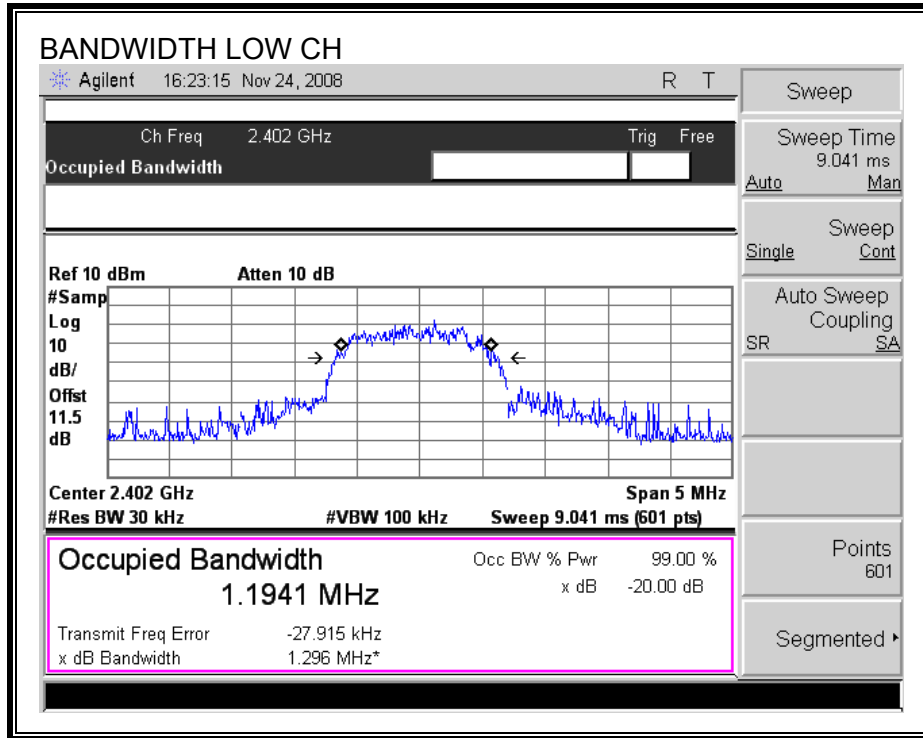 BANDWIDTH LOW CH
Agilent 16:23:15 Nov 24, 2008 R T
Ch Freq 2.402 GHz Trig Free
Occupied Bandwidth
Ref 10 dBm Atten 10 dB
#Samp
Log
10
dB/
Offst
11.5
dB
Center 2.402 GHz Span 5 MHz
#Res BW 30 kHz #VBW 100 kHz Sweep 9.041 ms (601 pts)
Occupied Bandwidth
1.1941 MHz
Occ BW % Pwr 99.00 %
x dB -20.00 dB
Transmit Freq Error -27.915 kHz
x dB Bandwidth 1.296 MHz*
Sweep
Sweep Time
9.041 ms
Auto Man
Sweep
Single Cont
Auto Sweep
Coupling
SR SA
Points
601
Segmented